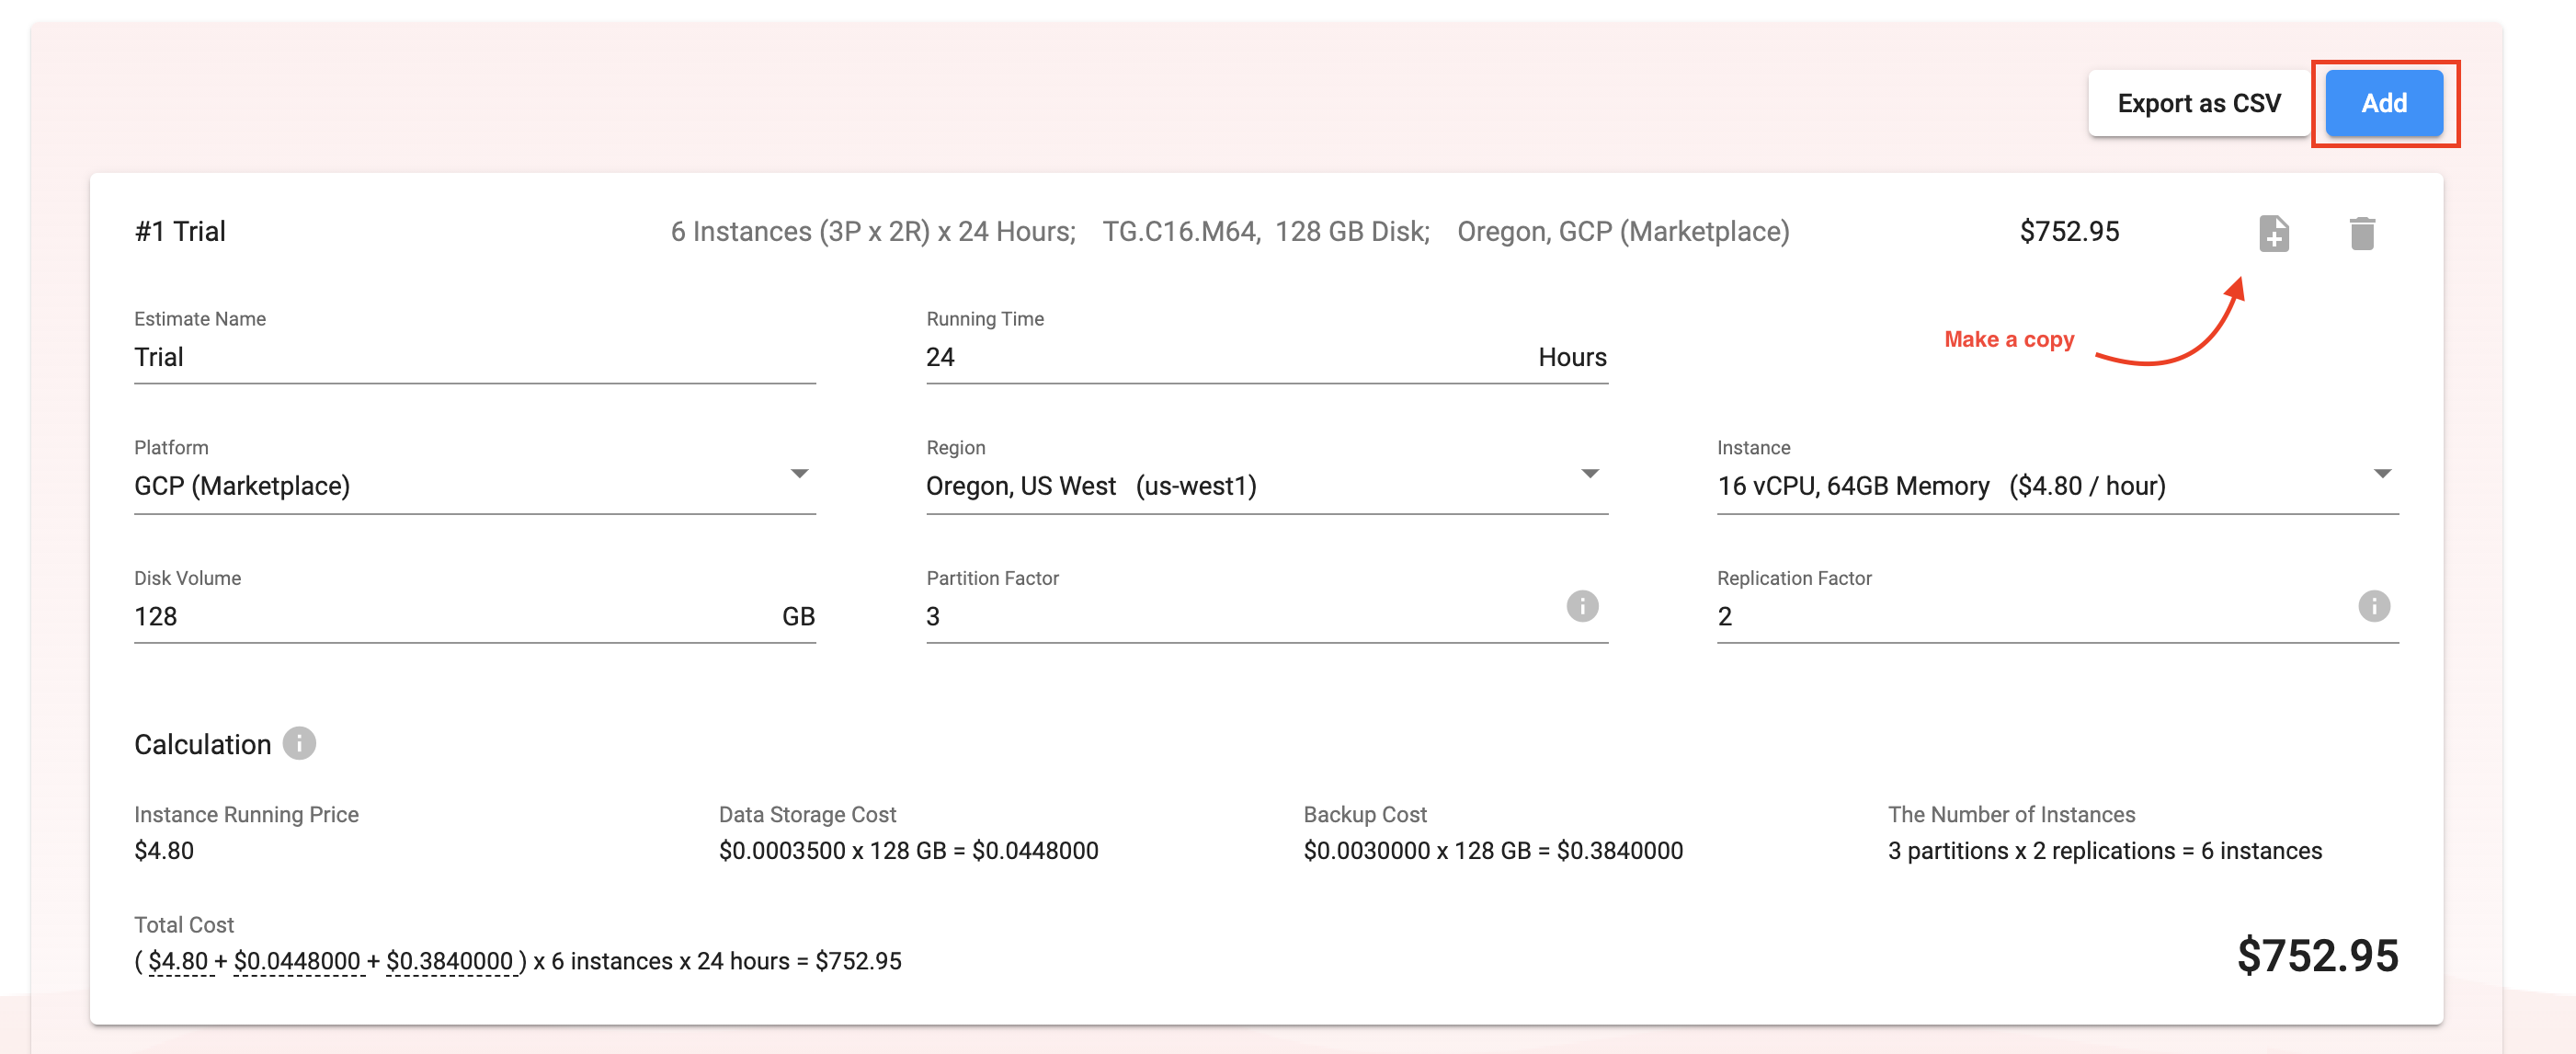 Export as CSV
Add
#1 Trial
6 Instances (3P x 2R) x 24 Hours; TG.C16.M64, 128 GB Disk; Oregon, GCP (Marketplace)
$752.95
Make a copy
Estimate Name
Trial
Running Time
24 Hours
Platform
GCP (Marketplace)
Region
Oregon, US West (us-west1)
Instance
16 vCPU, 64GB Memory ($4.80 / hour)
Disk Volume
128 GB
Partition Factor
3
Replication Factor
2
Calculation
Instance Running Price
$4.80
Data Storage Cost
$0.0003500 x 128 GB = $0.0448000
Backup Cost
$0.0030000 x 128 GB = $0.3840000
The Number of Instances
3 partitions x 2 replications = 6 instances
Total Cost
( $4.80 + $0.0448000 + $0.3840000 ) x 6 instances x 24 hours = $752.95
$752.95